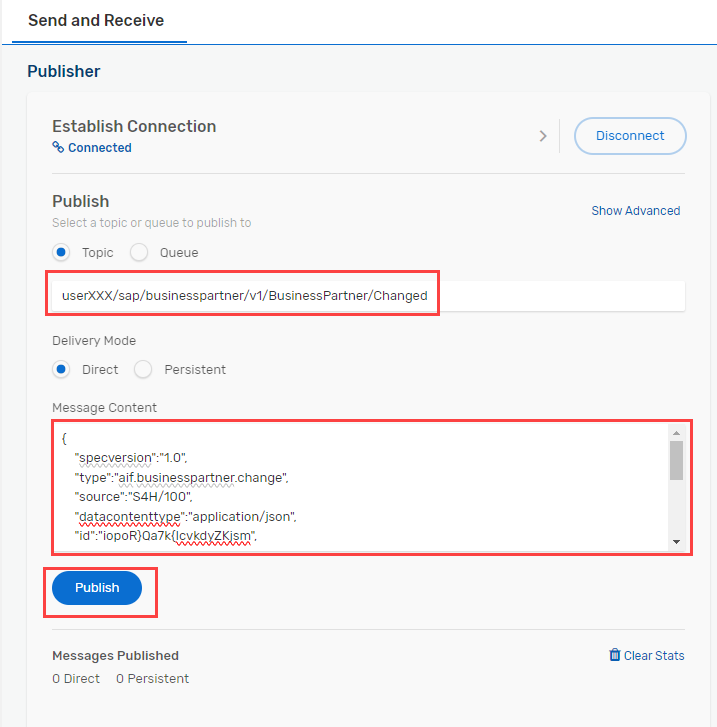 Send and Receive
Publisher
Establish Connection
Connected
Disconnect
Publish
Select a topic or queue to publish to
Show Advanced
Topic Queue
userXXX/sap/businesspartner/v1/BusinessPartner/Changed
Delivery Mode
Direct Persistent
Message Content
{
"specversion":"1.0",
"type":"aif.businesspartner.change",
"source":"S4H/100",
"datacontenttype":"application/json",
"id":"iopoR}Qa7k{lcvkdyZKjsm",
Publish
Messages Published
Clear Stats
0 Direct 0 Persistent